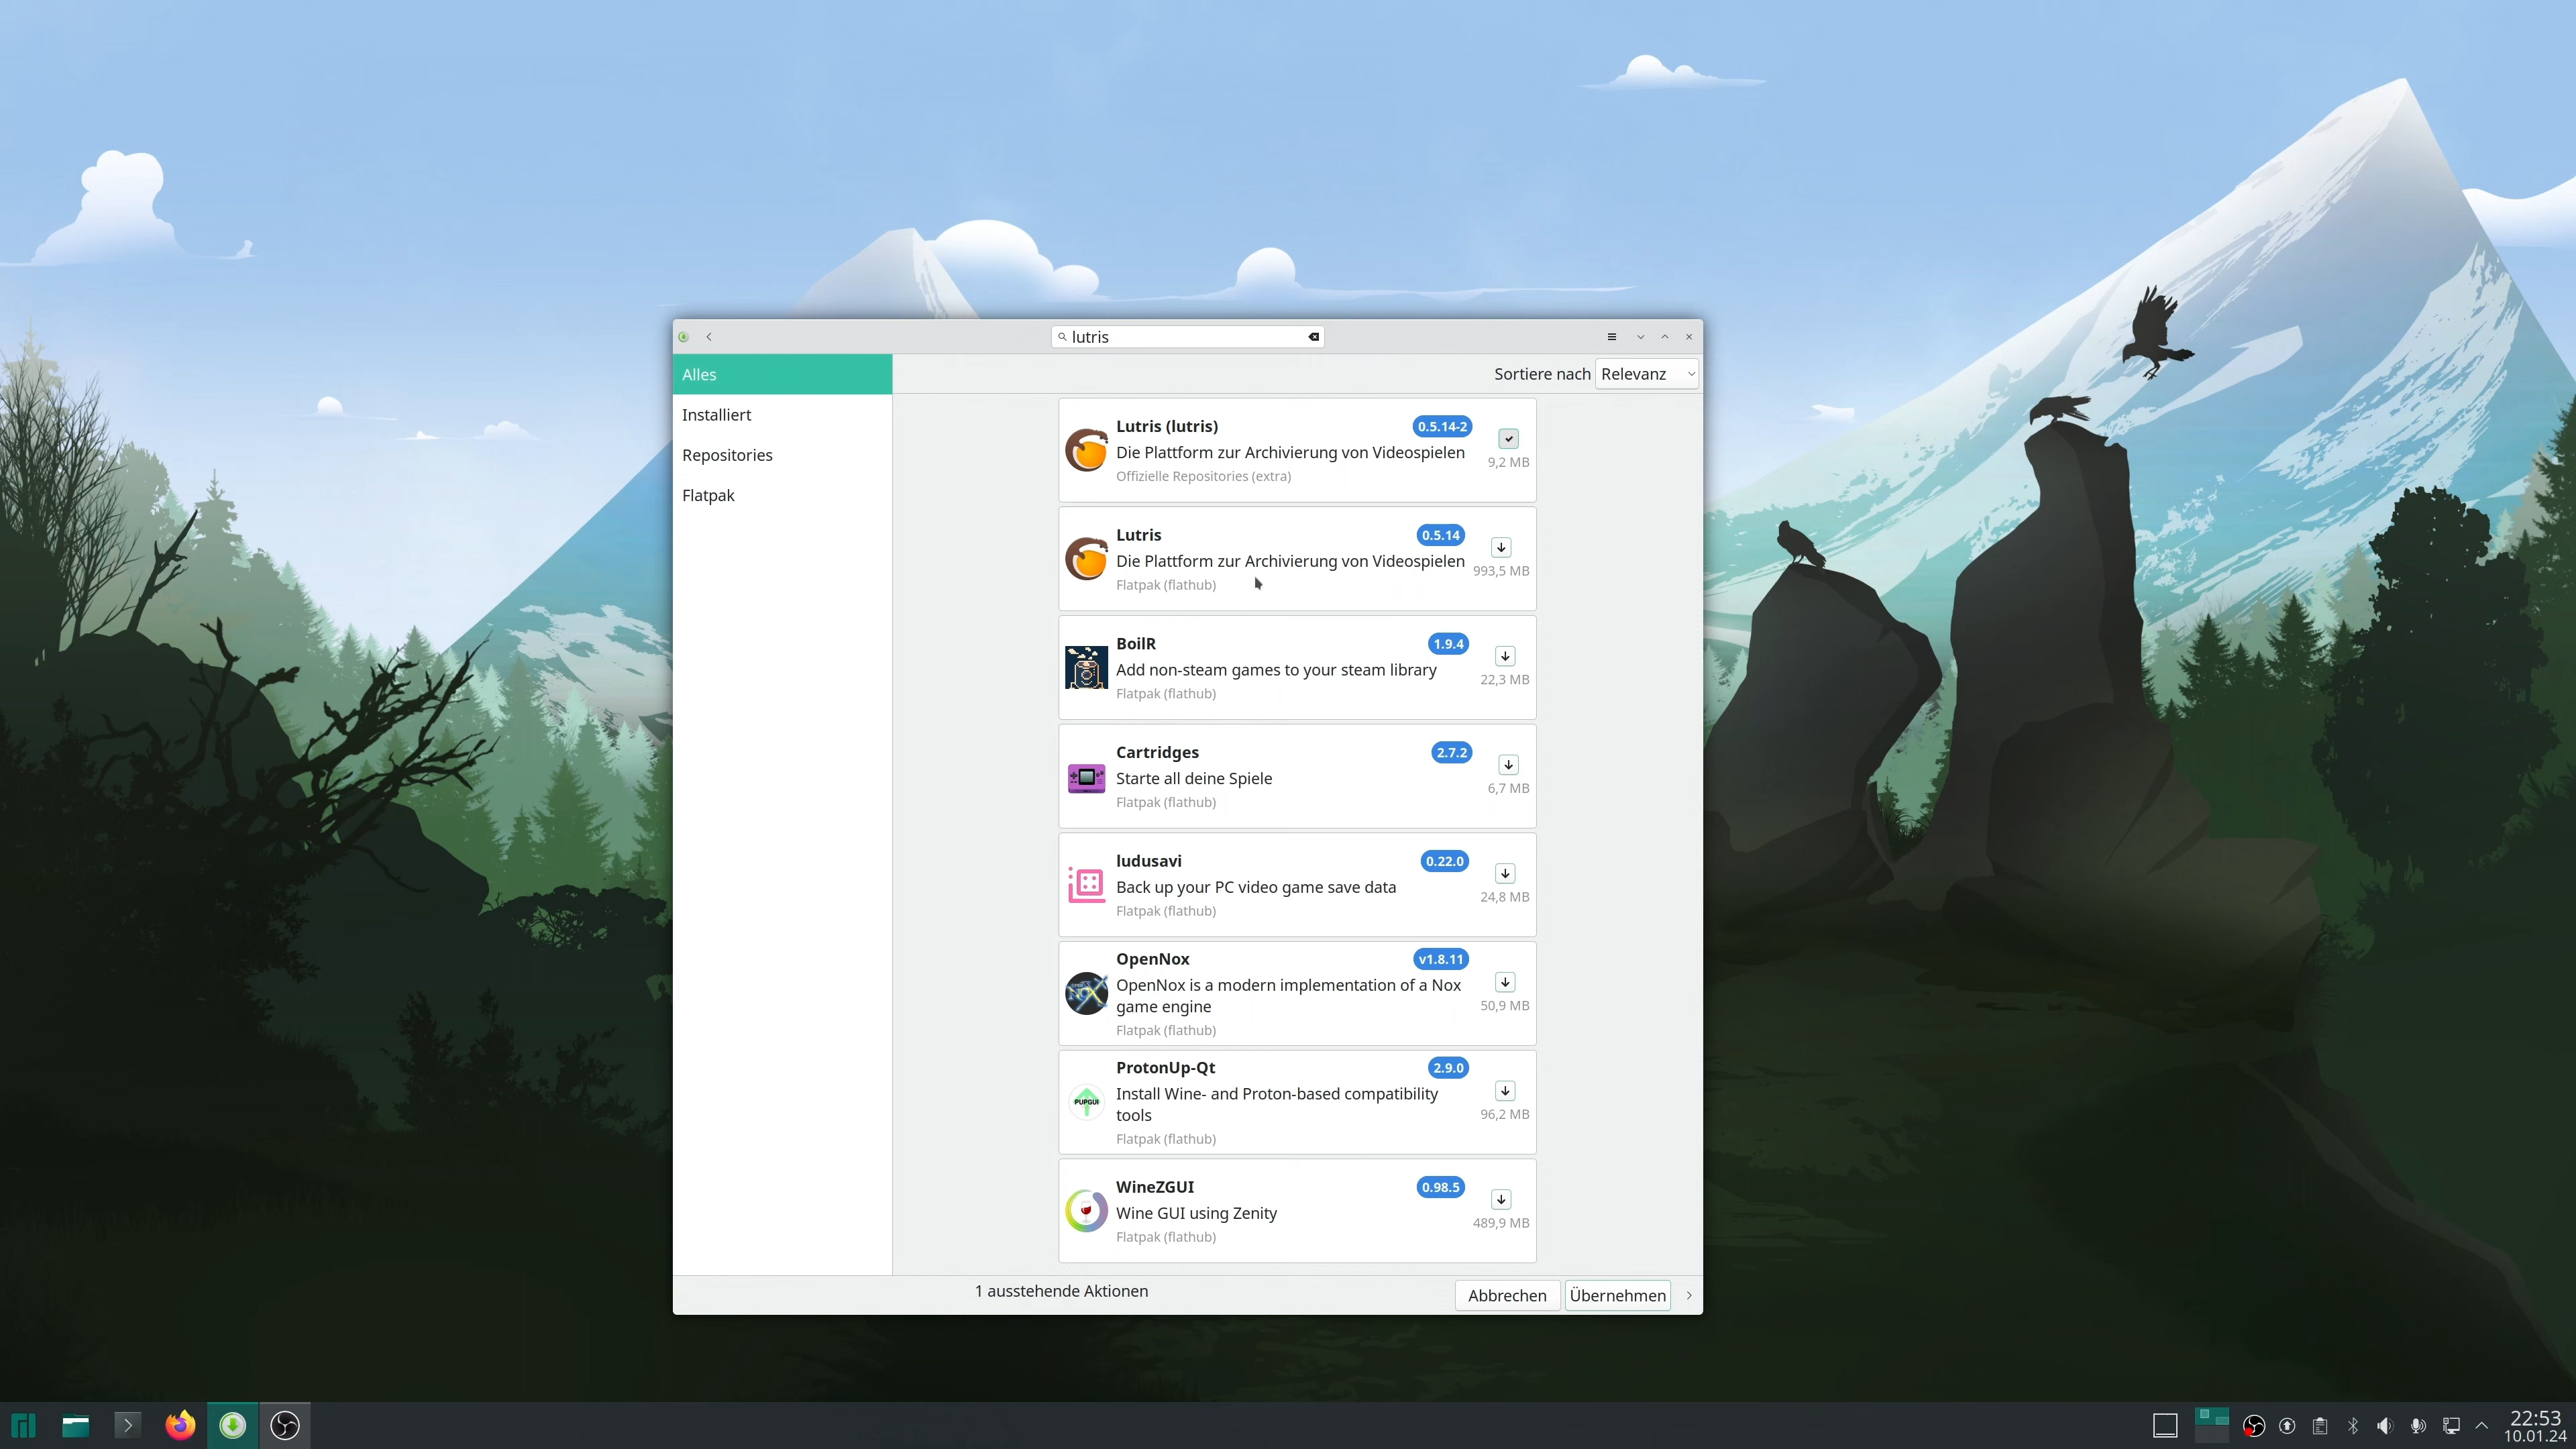 lutris
Alles
Sortiere nach Relevanz
Installiert
Repositories
Flatpak
Lutris (lutris) 0.5.14-2
Die Plattform zur Archivierung von Videospielen
9,2 MB
Offizielle Repositories (extra)
Lutris 0.5.14
Die Plattform zur Archivierung von Videospielen
993,5 MB
Flatpak (flathub)
BoilR 1.9.4
Add non-steam games to your steam library
22,3 MB
Flatpak (flathub)
Cartridges 2.7.2
Starte all deine Spiele
6,7 MB
Flatpak (flathub)
ludusavi 0.22.0
Back up your PC video game save data
24,8 MB
Flatpak (flathub)
OpenNox v1.8.11
OpenNox is a modern implementation of a Nox
game engine
50,9 MB
Flatpak (flathub)
ProtonUp-Qt 2.9.0
Install Wine- and Proton-based compatibility
tools
96,2 MB
Flatpak (flathub)
WineZGUI 0.98.5
Wine GUI using Zenity
489,9 MB
Flatpak (flathub)
PUPGUI
1 ausstehende Aktionen
Abbrechen Übernehmen
22:53
10.01.24